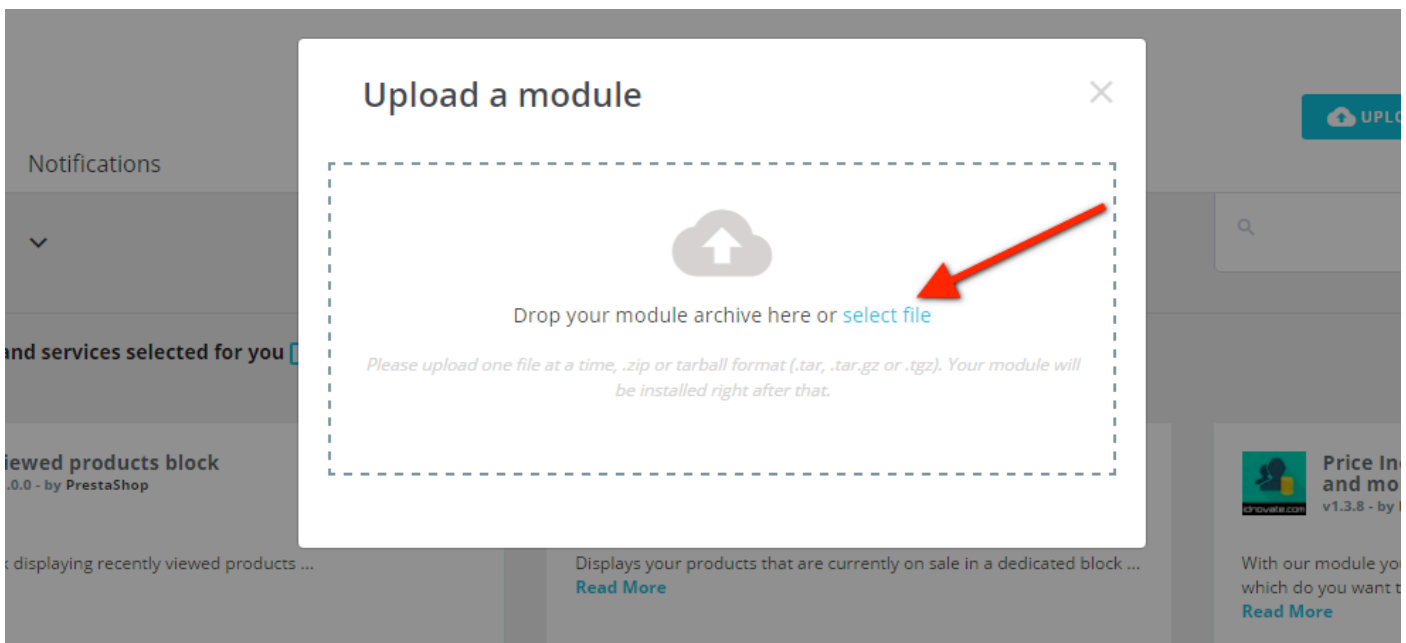 Upload a module
UPLO
Notifications
Drop your module archive here or select file
and services selected for you
Please upload one file at a time, .zip or tarball format (.tar, .tar.gz or .tgz). Your module will
be installed right after that.
iewed products block
.0.0 - by PrestaShop
displaying recently viewed products ...
Displays your products that are currently on sale in a dedicated block ...
Read More
idnovate.com
Price In
and mo
v1.3.8 - by
With our module you
which do you want t
Read More